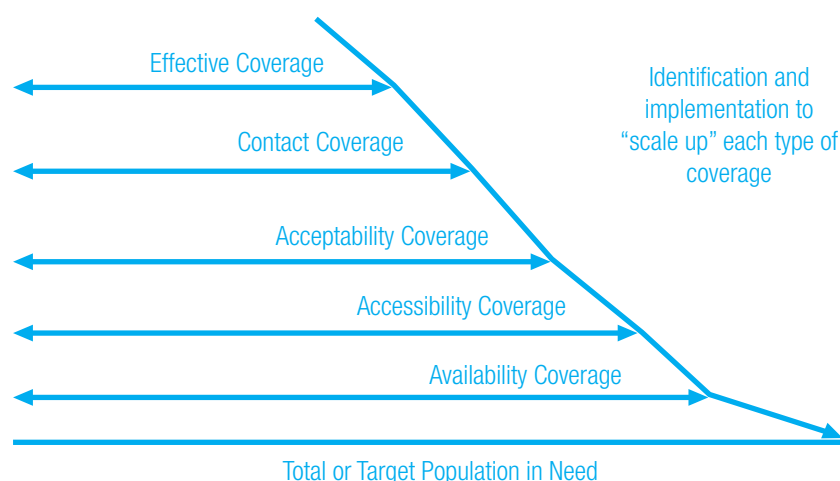 Effective Coverage
Identification and
implementation to
“scale up” each type of
coverage
Contact Coverage
Acceptability Coverage
Accessibility Coverage
Availability Coverage
Total or Target Population in Need